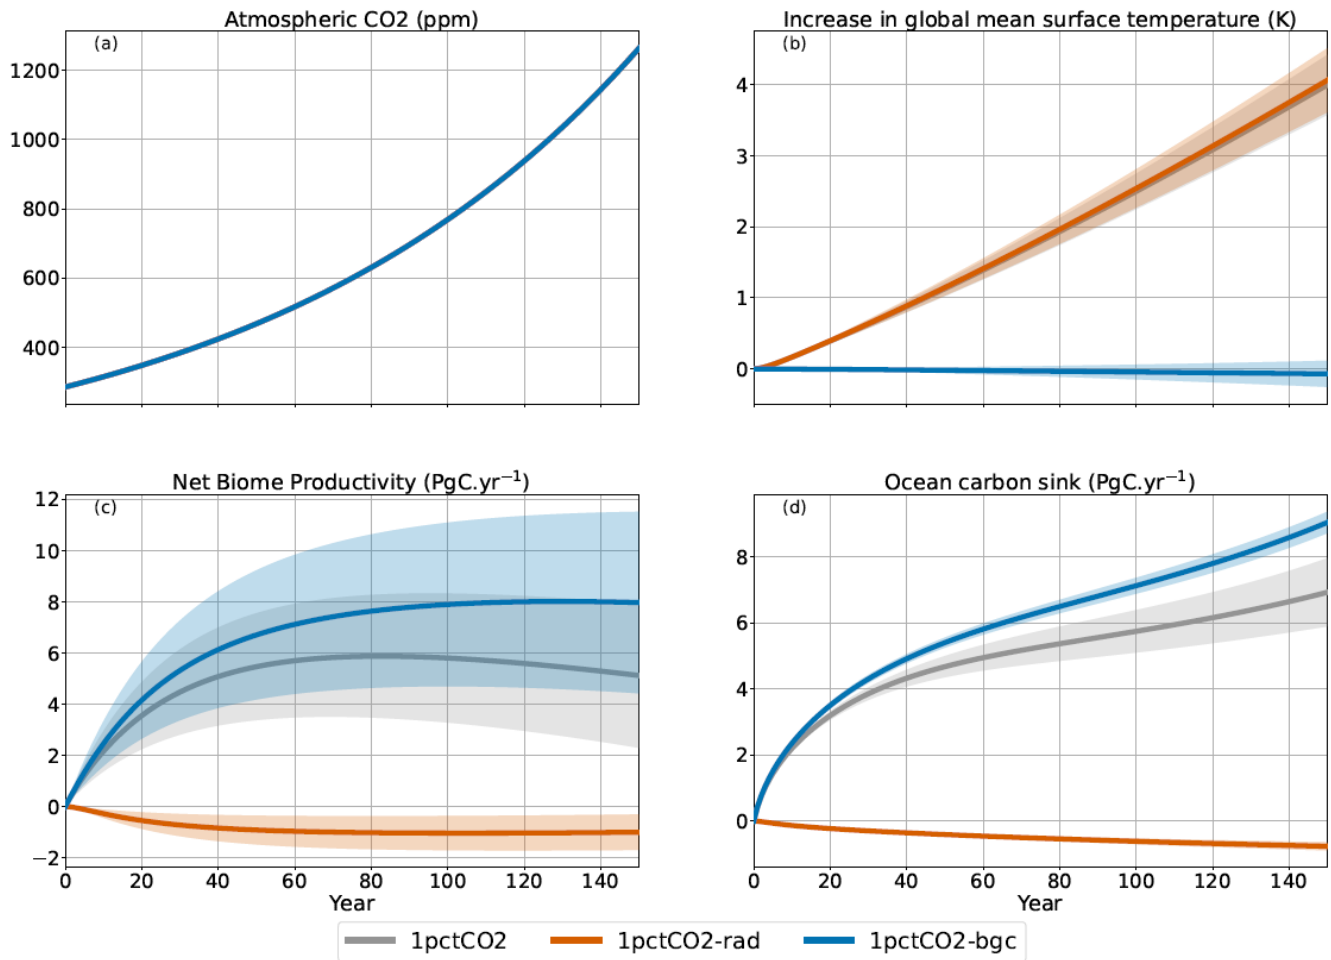 Atmospheric CO2 (ppm)
(a)
1200
1000
800
600
400
Increase in global mean surface temperature (K)
(b)
4
3
2
1
0
Net Biome Productivity (PgC.yr⁻¹)
(c)
12
10
8
6
4
2
0
−2
0 20 40 60 80 100 120 140
Year
Ocean carbon sink (PgC.yr⁻¹)
(d)
8
6
4
2
0
0 20 40 60 80 100 120 140
Year
1pctCO2 1pctCO2-rad 1pctCO2-bgc